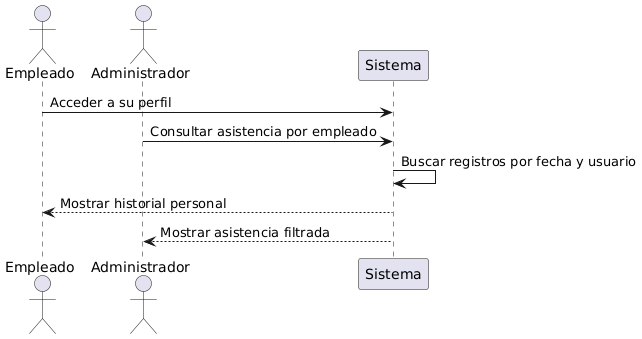 Empleado
Administrador
Sistema
Acceder a su perfil
Consultar asistencia por empleado
Buscar registros por fecha y usuario
Mostrar historial personal
Mostrar asistencia filtrada
Empleado
Administrador
Sistema